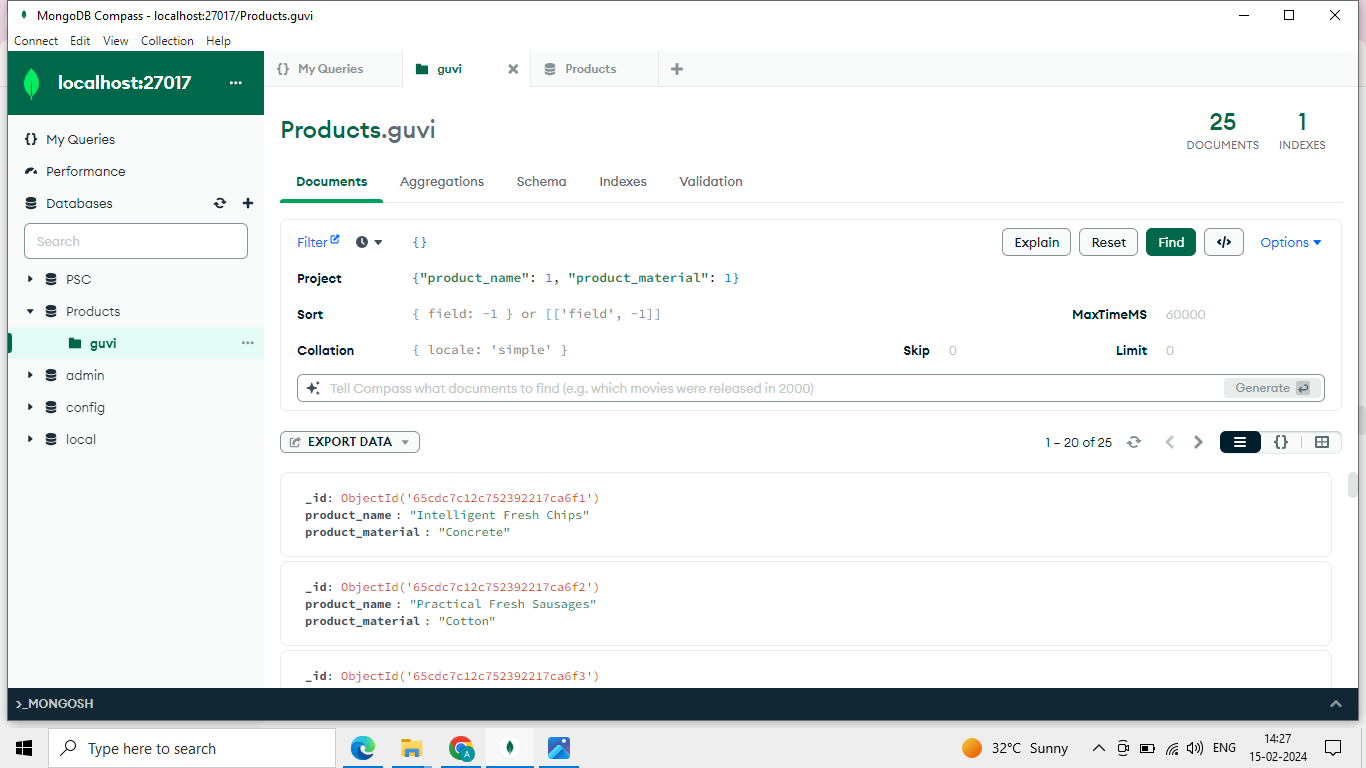 MongoDB Compass - localhost:27017/Products.guvi
Connect Edit View Collection Help
localhost:27017 ...
My Queries
guvi
Products
{} My Queries
Performance
Databases
Search
PSC
Products
guvi
admin
config
local
Products.guvi
25
DOCUMENTS
1
INDEXES
Documents Aggregations Schema Indexes Validation
Filter {} Explain Reset Find </> Options
Project {"product_name": 1, "product_material": 1}
Sort { field: -1 } or [['field', -1]] MaxTimeMS 60000
Collation { locale: 'simple' } Skip 0 Limit 0
Tell Compass what documents to find (e.g. which movies were released in 2000) Generate
EXPORT DATA 1 – 20 of 25 {}
_id: ObjectId('65cdc7c12c752392217ca6f1')
product_name : "Intelligent Fresh Chips"
product_material : "Concrete"
_id: ObjectId('65cdc7c12c752392217ca6f2')
product_name : "Practical Fresh Sausages"
product_material : "Cotton"
_id: ObjectId('65cdc7c12c752392217ca6f3')
>_MONGOSH
Type here to search
A
32°C Sunny
ENG
14:27
15-02-2024